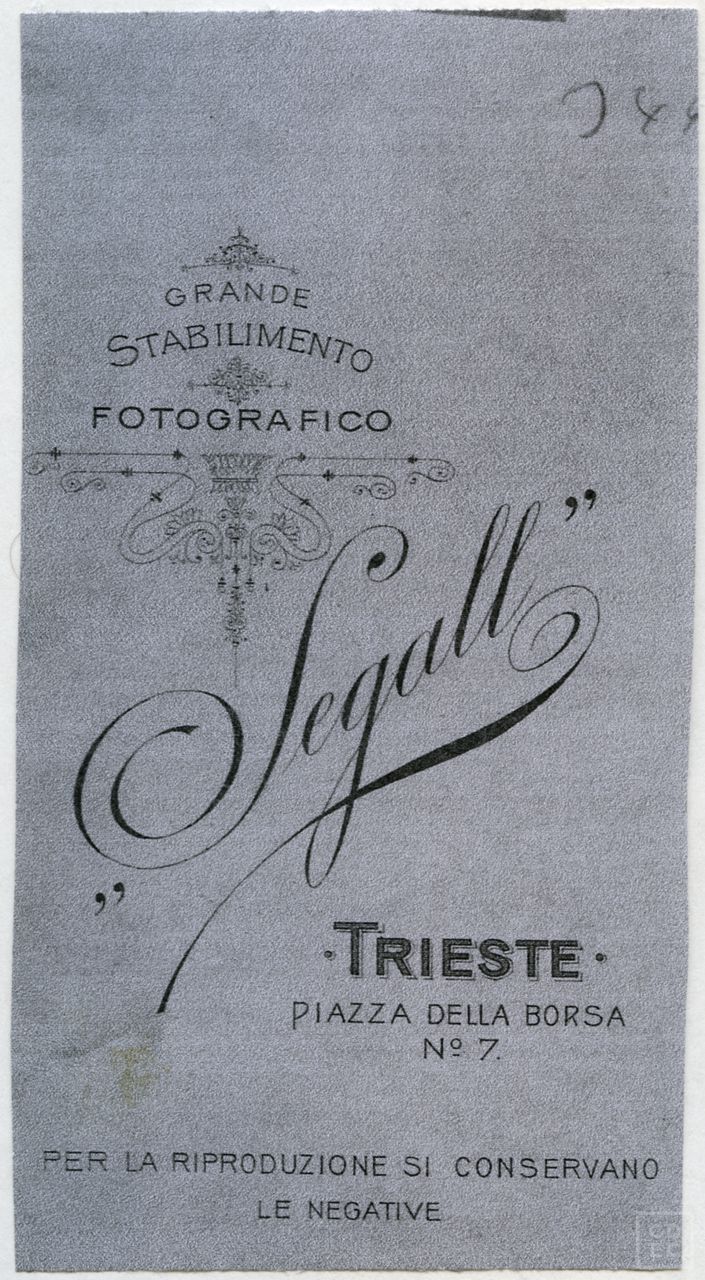 GRANDE
STABILIMENTO
FOTOGRAFICO
„Segall”
· TRIESTE ·
PIAZZA DELLA BORSA
Nº 7.
PER LA RIPRODUZIONE SI CONSERVANO
LE NEGATIVE